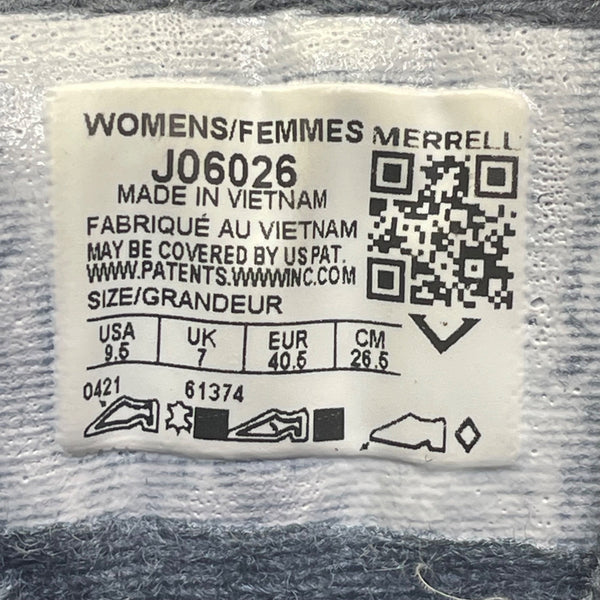 WOMENS/FEMMES MERRELL
J06026
MADE IN VIETNAM
FABRIQUÉ AU VIETNAM
MAY BE COVERED BY US PAT.
WWW.PATENTS.WWWINC.COM
SIZE/GRANDEUR
USA UK EUR CM
9.5 7 40.5 26.5
0421 61374